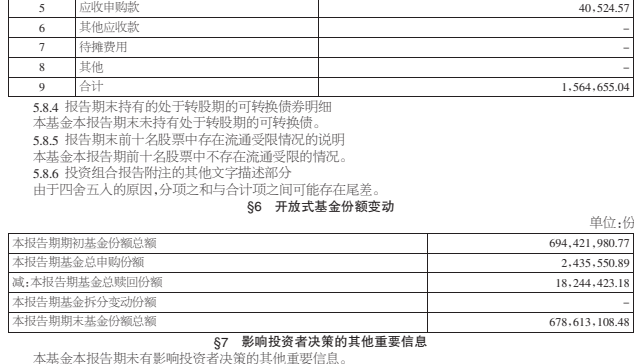 5 应收申购款 40,524.57
6 其他应收款 –
7 待摊费用 –
8 其他 –
9 合计 1,564,655.04
5.8.4 报告期末持有的处于转股期的可转换债券明细
本基金本报告期末未持有处于转股期的可转换债。
5.8.5 报告期末前十名股票中存在流通受限情况的说明
本基金本报告期前十名股票中不存在流通受限的情况。
5.8.6 投资组合报告附注的其他文字描述部分
由于四舍五入的原因,分项之和与合计项之间可能存在尾差。
§6 开放式基金份额变动
单位:份
本报告期期初基金份额总额 694,421,980.77
本报告期基金总申购份额 2,435,550.89
减:本报告期基金总赎回份额 18,244,423.18
本报告期基金拆分变动份额 –
本报告期期末基金份额总额 678,613,108.48
§7 影响投资者决策的其他重要信息
本基金本报告期未有影响投资者决策的其他重要信息。